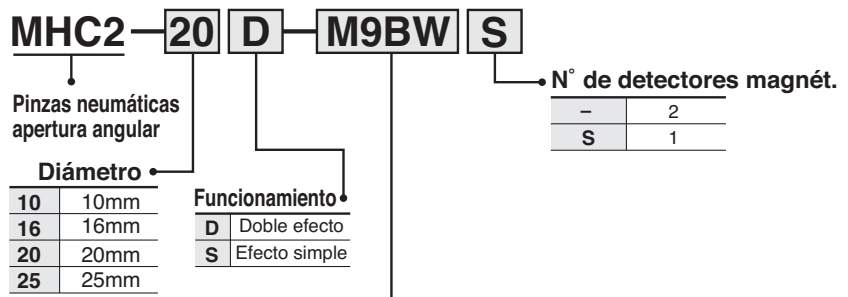 MHC2—20 D—M9BW S
Pinzas neumáticas
apertura angular
N° de detectores magnét.
– 2
S 1
Diámetro
10 10mm
16 16mm
20 20mm
25 25mm
Funcionamiento
D Doble efecto
S Efecto simple